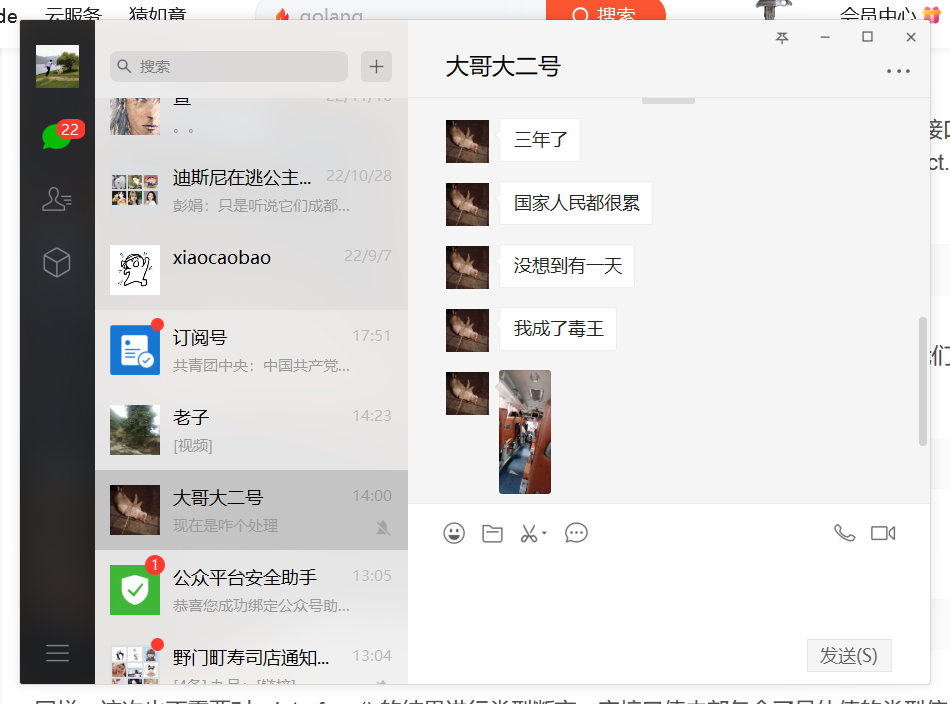 de 云服务 猿如意 golang 搜索 会员中心
搜索
22
宣 22/11/10
。。
迪斯尼在逃公主... 22/10/28
彭娟：只是听说它们成都...
xiaocaobao 22/9/7
订阅号 17:51
共青团中央：中国共产党...
老子 14:23
[视频]
大哥大二号 14:00
现在是咋个处理
1
公众平台安全助手 13:05
恭喜您成功绑定公众号助...
野门町寿司店通知... 13:04
大哥大二号
三年了
国家人民都很累
没想到有一天
我成了毒王
发送(S)
接口
ct.
们